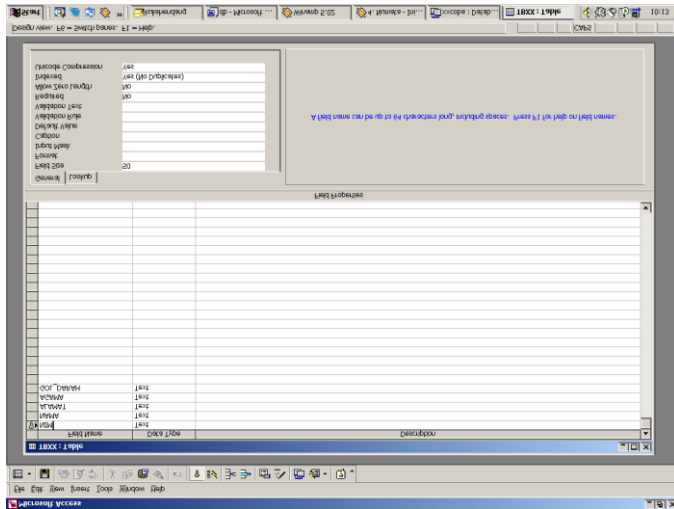 Microsoft Access
File Edit View Insert Tools Window Help
TBXX : Table
Field Name Data Type Description
NIM Text
NAMA Text
ALAMAT Text
AGAMA Text
GOL_DARAH Text
Field Properties
General Lookup
Field Size 50
Format
Input Mask
Caption
Default Value
Validation Rule
Validation Text
Required No
Allow Zero Length No
Indexed Yes (No Duplicates)
Unicode Compression Yes
A field name can be up to 64 characters long, including spaces. Press F1 for help on field names.
Design view. F6 = Switch panes. F1 = Help. CAPS
Start » - Microsoft ... Winamp 5.02 TBXX : Table 10:13